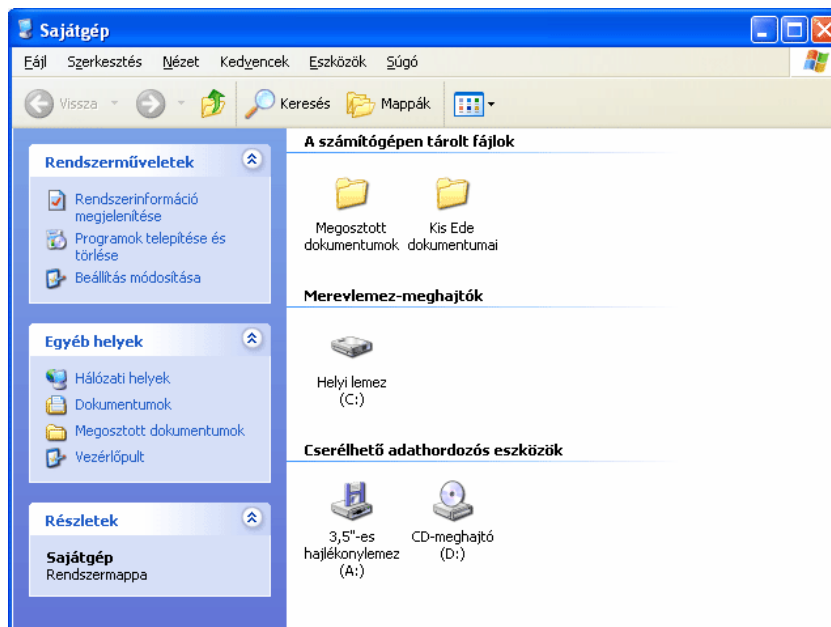 Sajátgép
Fájl Szerkesztés Nézet Kedvencek Eszközök Súgó
Vissza Keresés Mappák
Rendszerműveletek
Rendszerinformáció
megjelenítése
Programok telepítése és
törlése
Beállítás módosítása
Egyéb helyek
Hálózati helyek
Dokumentumok
Megosztott dokumentumok
Vezérlőpult
Részletek
Sajátgép
Rendszermappa
A számítógépen tárolt fájlok
Megosztott
dokumentumok
Kis Ede
dokumentumai
Merevlemez-meghajtók
Helyi lemez
(C:)
Cserélhető adathordozós eszközök
3,5"-es
hajlékonylemez
(A:)
CD-meghajtó
(D:)